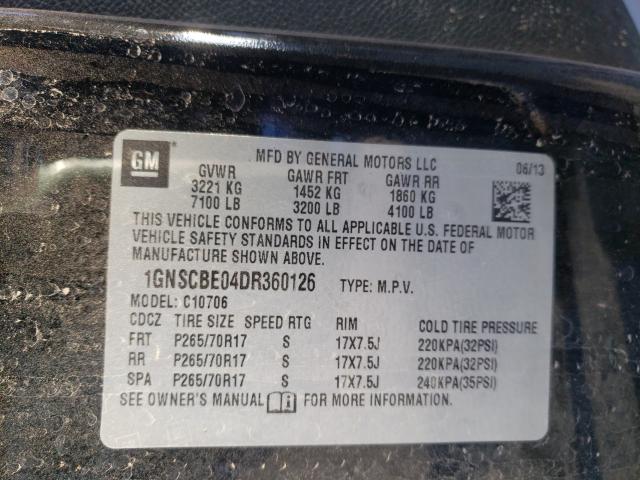 GM
MFD BY GENERAL MOTORS LLC 06/13
GVWR GAWR FRT GAWR RR
3221 KG 1452 KG 1860 KG
7100 LB 3200 LB 4100 LB
THIS VEHICLE CONFORMS TO ALL APPLICABLE U.S. FEDERAL MOTOR
VEHICLE SAFETY STANDARDS IN EFFECT ON THE DATE OF
MANUFACTURE SHOWN ABOVE.
1GNSCBE04DR360126 TYPE: M.P.V.
MODEL: C10706
CDCZ TIRE SIZE SPEED RTG RIM COLD TIRE PRESSURE
FRT P265/70R17 S 17X7.5J 220KPA(32PSI)
RR P265/70R17 S 17X7.5J 220KPA(32PSI)
SPA P265/70R17 S 17X7.5J 240KPA(35PSI)
SEE OWNER'S MANUAL FOR MORE INFORMATION.